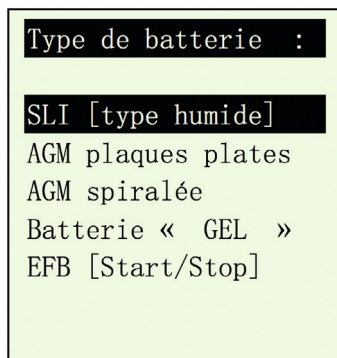 Type de batterie :
SLI [type humide]
AGM plaques plates
AGM spiralée
Batterie « GEL »
EFB [Start/Stop]